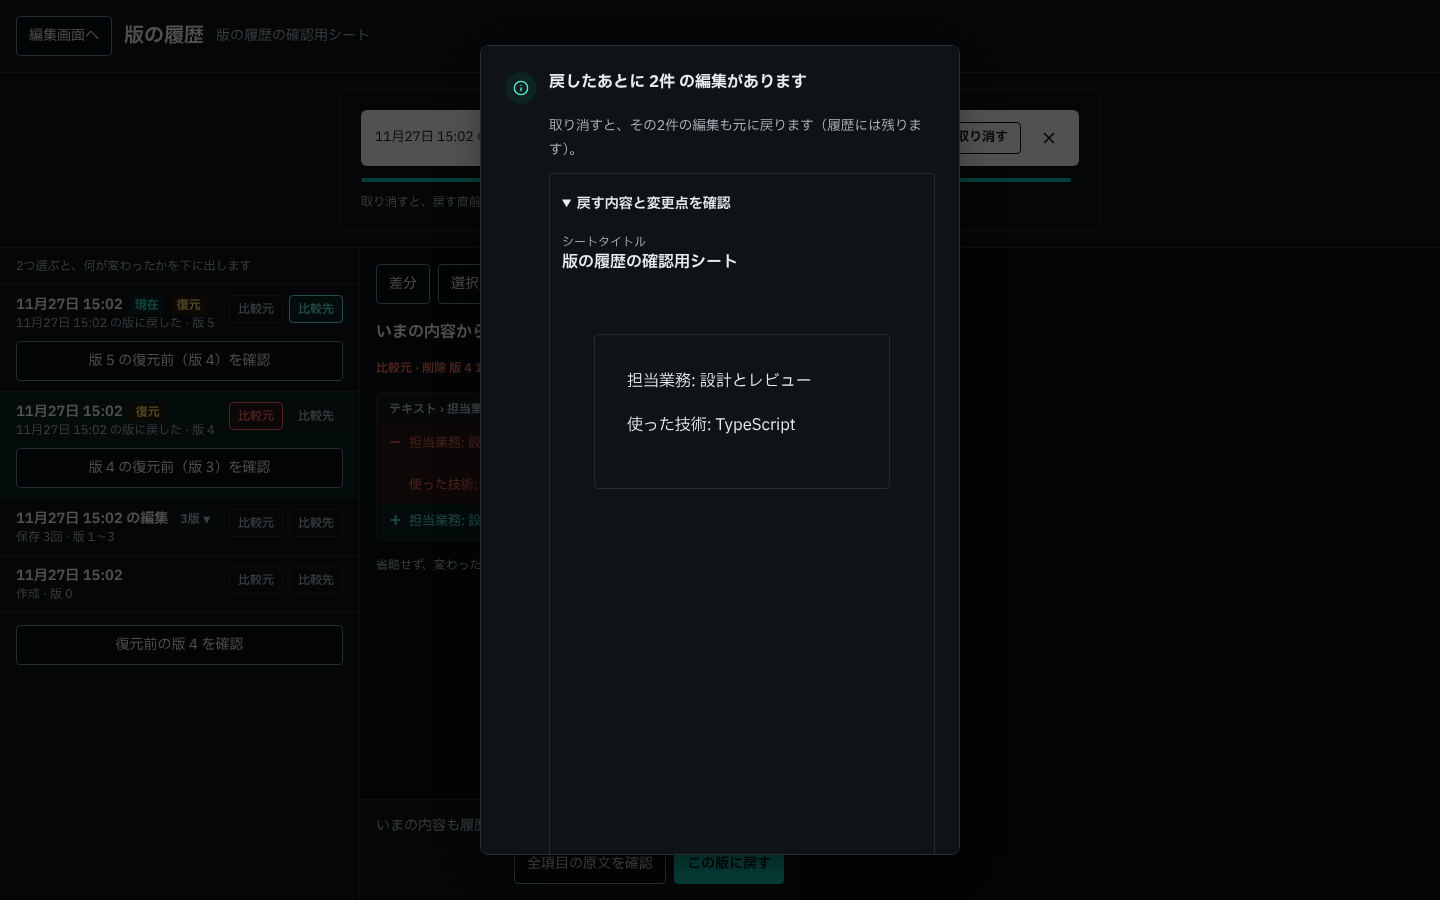 編集画面へ 版の履歴 版の履歴の確認用シート
戻したあとに 2件 の編集があります
取り消すと、その2件の編集も元に戻ります（履歴には残りま
す）。
▼ 戻す内容と変更点を確認
シートタイトル
版の履歴の確認用シート
担当業務: 設計とレビュー
使った技術: TypeScript
11月27日 15:02
取り消す ×
取り消すと、戻す直前
2つ選ぶと、何が変わったかを下に出します
11月27日 15:02 現在 復元 比較元 比較先
11月27日 15:02 の版に戻した · 版 5
版 5 の復元前（版 4）を確認
11月27日 15:02 復元 比較元 比較先
11月27日 15:02 の版に戻した · 版 4
版 4 の復元前（版 3）を確認
11月27日 15:02 の編集 3版 ▾ 比較元 比較先
保存 3回 · 版 1〜3
11月27日 15:02 比較元 比較先
作成 · 版 0
復元前の版 4 を確認
差分 選択
いまの内容から
比較元 · 削除 版 4 1
テキスト › 担当業
− 担当業務: 設
使った技術:
+ 担当業務: 設
省略せず、変わった
いまの内容も履歴
全項目の原文を確認 この版に戻す